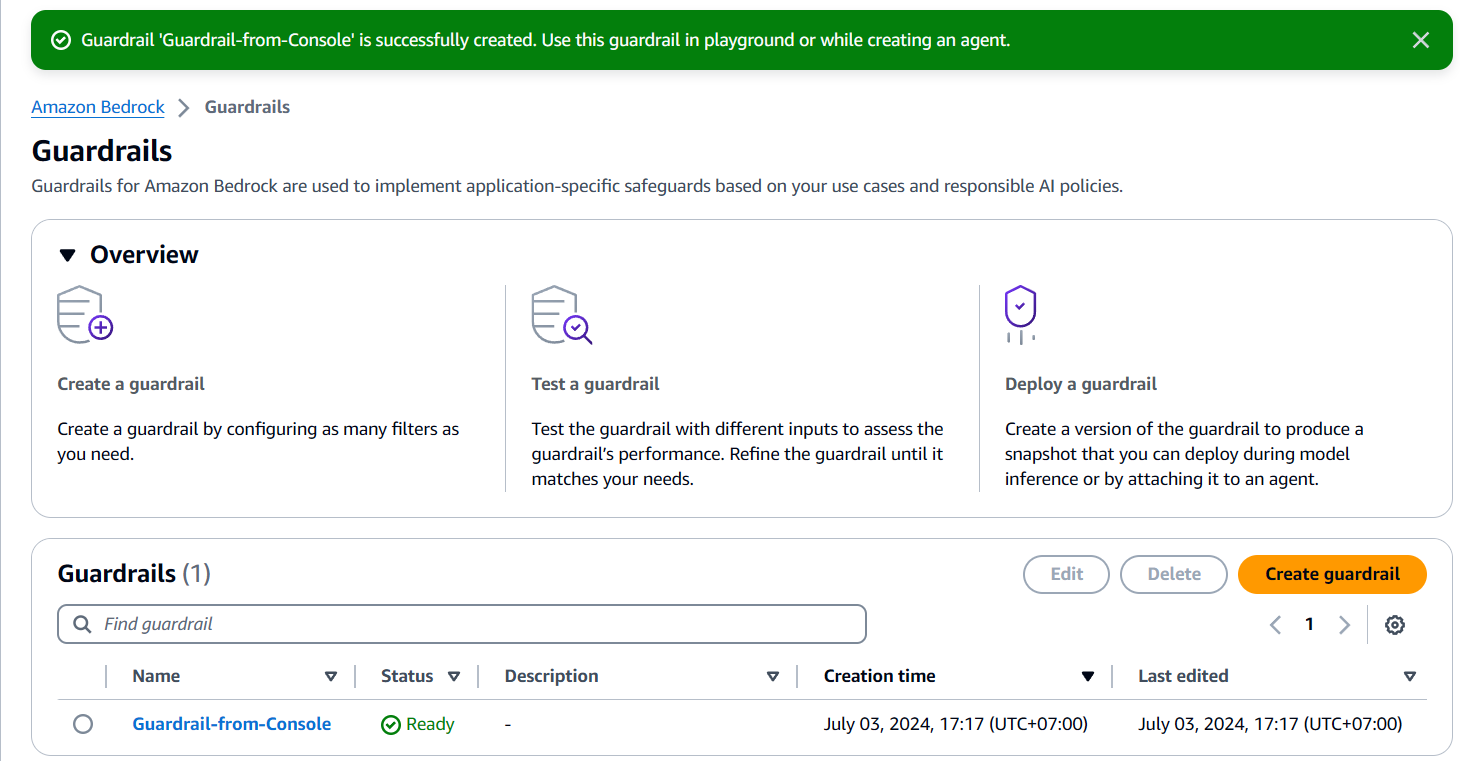 Guardrail 'Guardrail-from-Console' is successfully created. Use this guardrail in playground or while creating an agent.
Amazon Bedrock > Guardrails
Guardrails
Guardrails for Amazon Bedrock are used to implement application-specific safeguards based on your use cases and responsible AI policies.
Overview
Create a guardrail
Create a guardrail by configuring as many filters as
you need.
Test a guardrail
Test the guardrail with different inputs to assess the
guardrail's performance. Refine the guardrail until it
matches your needs.
Deploy a guardrail
Create a version of the guardrail to produce a
snapshot that you can deploy during model
inference or by attaching it to an agent.
Guardrails (1)
Edit Delete Create guardrail
Find guardrail
1
Name Status Description Creation time Last edited
Guardrail-from-Console Ready - July 03, 2024, 17:17 (UTC+07:00) July 03, 2024, 17:17 (UTC+07:00)